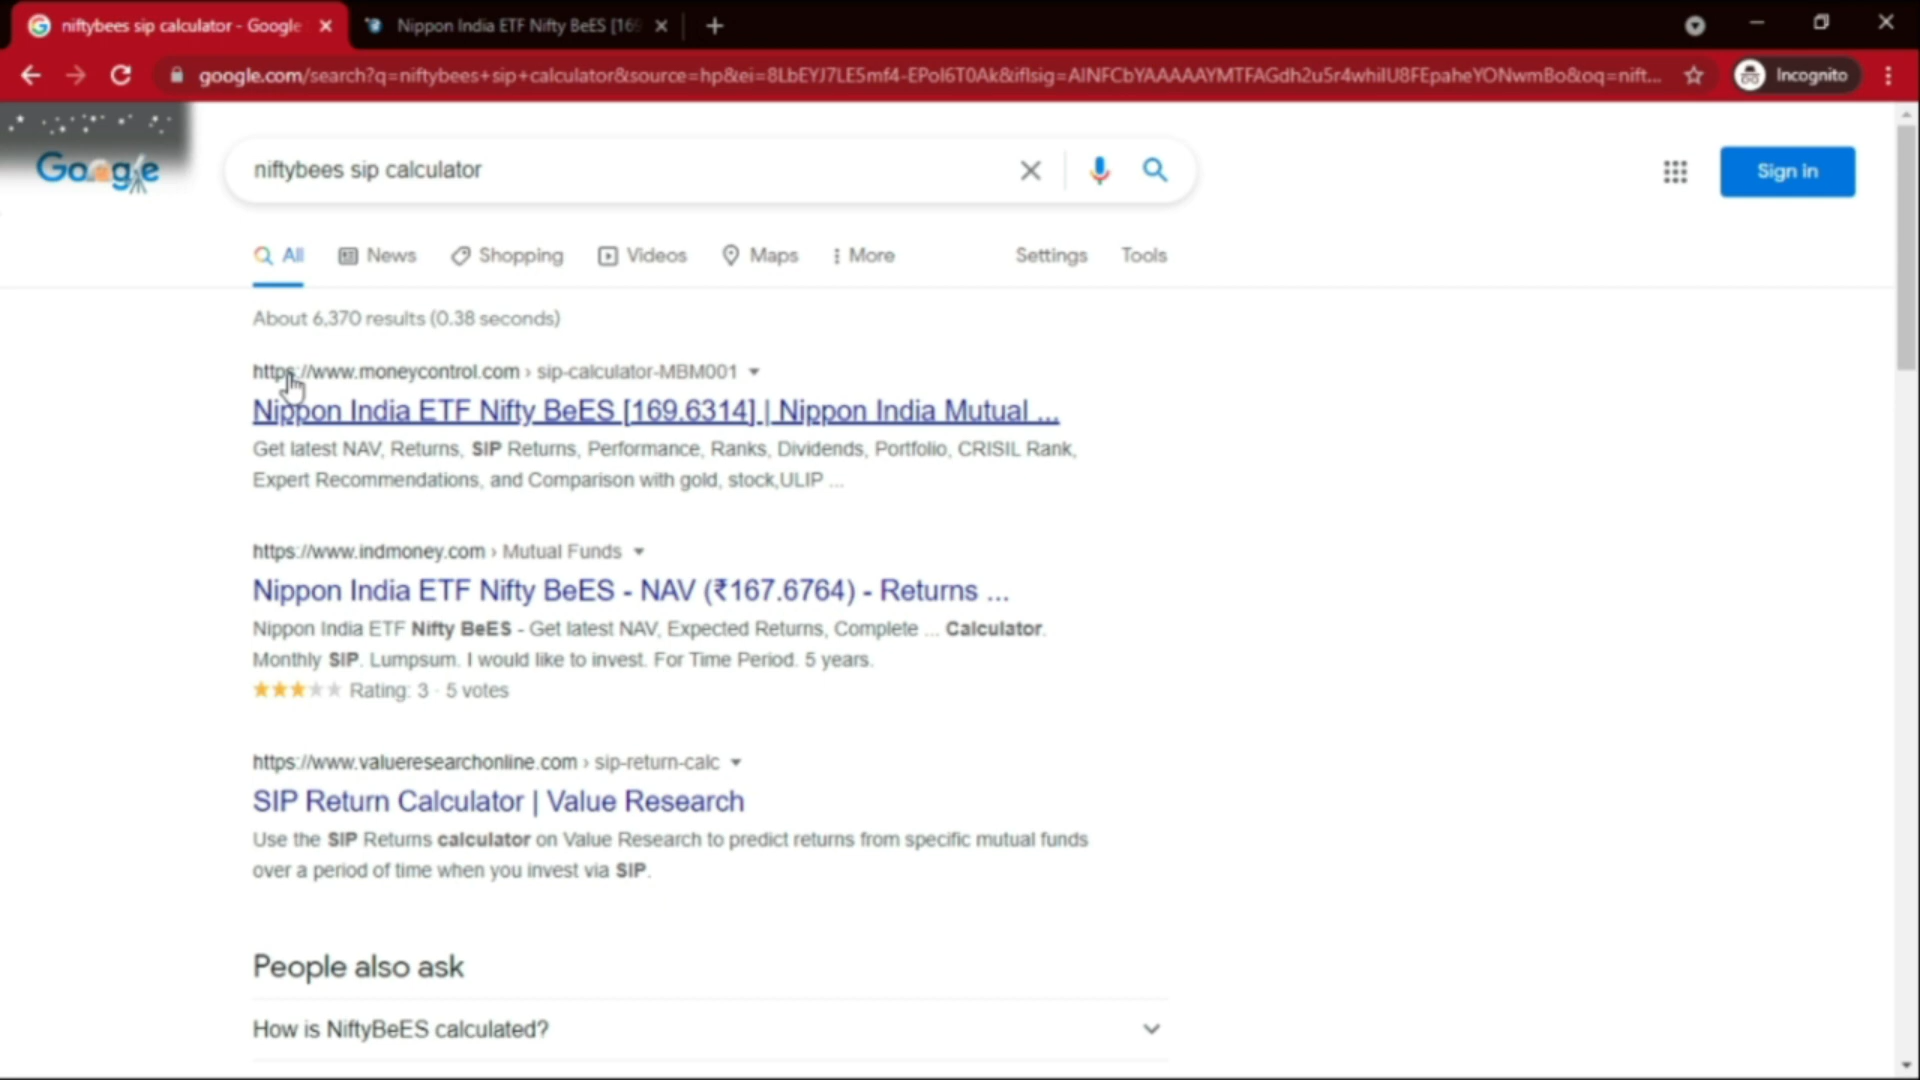 niftybees sip calculator - Google
Nippon India ETF Nifty BeES [169
google.com/search?q=niftybees+sip+calculator&source=hp&ei=8LbEYJ7LE5mf4-EPol6T0Ak&iflsig=AINFCbYAAAAAYMTFAGdh2u5r4whiIU8FEpaheYONwmBo&oq=nift...
Incognito
Google
niftybees sip calculator
Sign in
All
News
Shopping
Videos
Maps
More
Settings
Tools
About 6,370 results (0.38 seconds)
https://www.moneycontrol.com › sip-calculator-MBM001
Nippon India ETF Nifty BeES [169.6314] | Nippon India Mutual ...
Get latest NAV, Returns, SIP Returns, Performance, Ranks, Dividends, Portfolio, CRISIL Rank,
Expert Recommendations, and Comparison with gold, stock,ULIP ...
https://www.indmoney.com › Mutual Funds
Nippon India ETF Nifty BeES - NAV (₹167.6764) - Returns ...
Nippon India ETF Nifty BeES - Get latest NAV, Expected Returns, Complete ... Calculator.
Monthly SIP. Lumpsum. I would like to invest. For Time Period. 5 years.
Rating: 3 · 5 votes
https://www.valueresearchonline.com › sip-return-calc
SIP Return Calculator | Value Research
Use the SIP Returns calculator on Value Research to predict returns from specific mutual funds
over a period of time when you invest via SIP.
People also ask
How is NiftyBeES calculated?